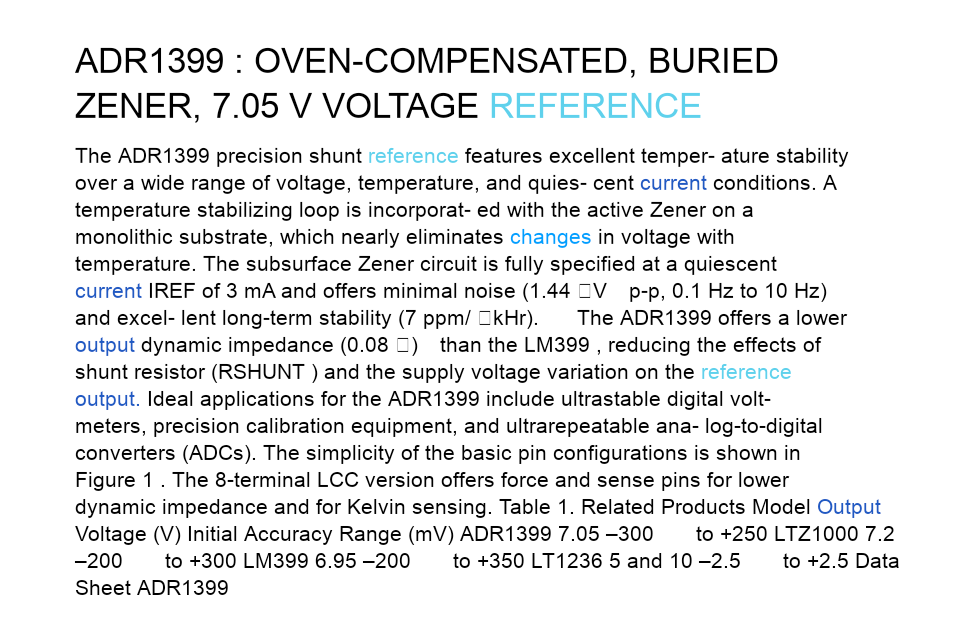 ADR1399 : OVEN-COMPENSATED, BURIED
ZENER, 7.05 V VOLTAGE REFERENCE
The ADR1399 precision shunt reference features excellent temper- ature stability
over a wide range of voltage, temperature, and quies- cent current conditions. A
temperature stabilizing loop is incorporat- ed with the active Zener on a
monolithic substrate, which nearly eliminates changes in voltage with
temperature. The subsurface Zener circuit is fully specified at a quiescent
current IREF of 3 mA and offers minimal noise (1.44 □V p-p, 0.1 Hz to 10 Hz)
and excel- lent long-term stability (7 ppm/ □kHr). The ADR1399 offers a lower
output dynamic impedance (0.08 □) than the LM399 , reducing the effects of
shunt resistor (RSHUNT ) and the supply voltage variation on the reference
output. Ideal applications for the ADR1399 include ultrastable digital volt-
meters, precision calibration equipment, and ultrarepeatable ana- log-to-digital
converters (ADCs). The simplicity of the basic pin configurations is shown in
Figure 1 . The 8-terminal LCC version offers force and sense pins for lower
dynamic impedance and for Kelvin sensing. Table 1. Related Products Model Output
Voltage (V) Initial Accuracy Range (mV) ADR1399 7.05 –300 to +250 LTZ1000 7.2
–200 to +300 LM399 6.95 –200 to +350 LT1236 5 and 10 –2.5 to +2.5 Data
Sheet ADR1399